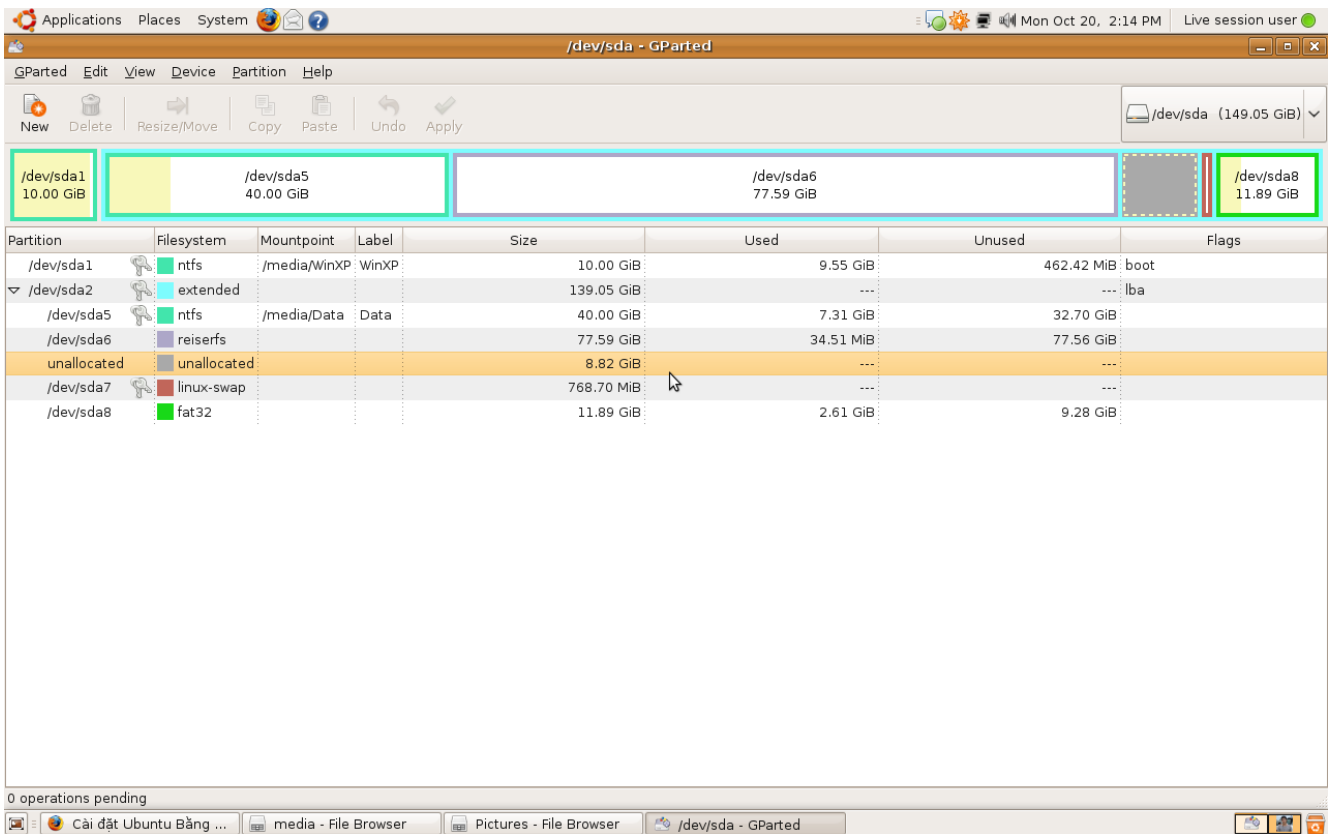 Applications Places System Mon Oct 20, 2:14 PM Live session user
/dev/sda - GParted
GParted Edit View Device Partition Help
New Delete Resize/Move Copy Paste Undo Apply /dev/sda (149.05 GiB)
/dev/sda1 /dev/sda5 /dev/sda6 /dev/sda8
10.00 GiB 40.00 GiB 77.59 GiB 11.89 GiB
Partition Filesystem Mountpoint Label Size Used Unused Flags
/dev/sda1 ntfs /media/WinXP WinXP 10.00 GiB 9.55 GiB 462.42 MiB boot
/dev/sda2 extended 139.05 GiB --- --- lba
/dev/sda5 ntfs /media/Data Data 40.00 GiB 7.31 GiB 32.70 GiB
/dev/sda6 reiserfs 77.59 GiB 34.51 MiB 77.56 GiB
unallocated unallocated 8.82 GiB --- ---
/dev/sda7 linux-swap 768.70 MiB --- ---
/dev/sda8 fat32 11.89 GiB 2.61 GiB 9.28 GiB
0 operations pending
Cài đặt Ubuntu Bằng ... media - File Browser Pictures - File Browser /dev/sda - GParted